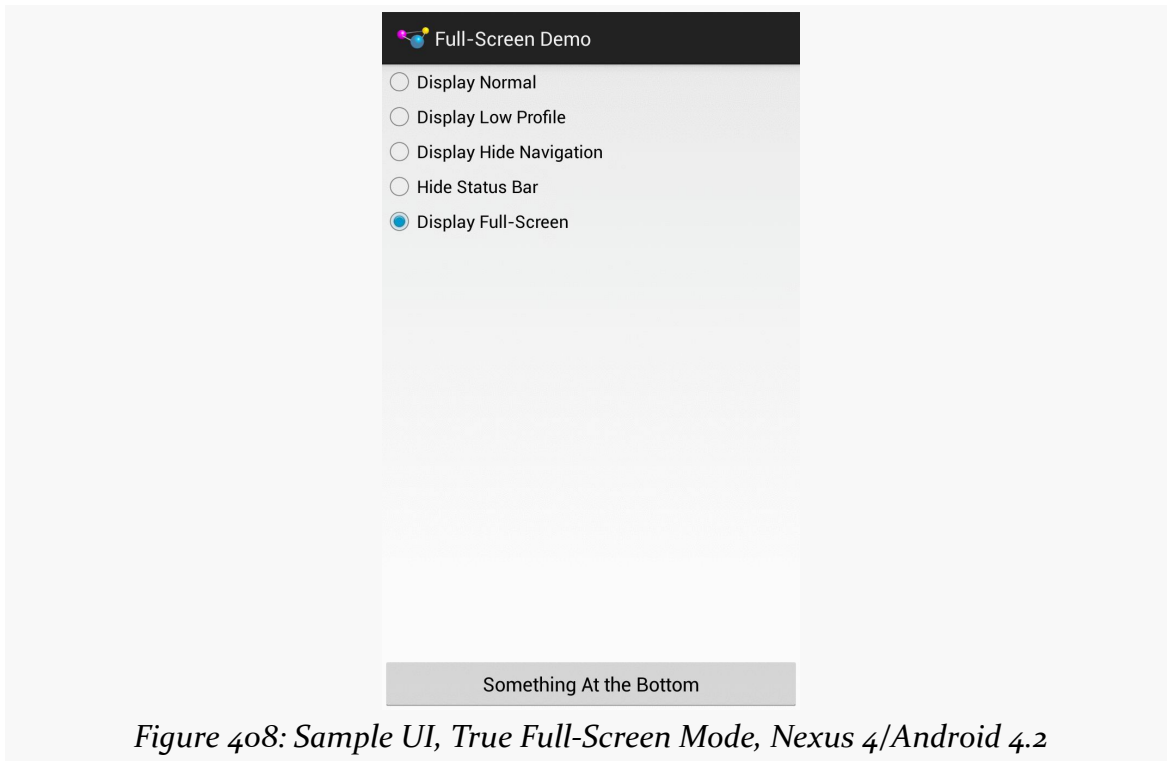 Full-Screen Demo
Display Normal
Display Low Profile
Display Hide Navigation
Hide Status Bar
Display Full-Screen
Something At the Bottom
Figure 408: Sample UI, True Full-Screen Mode, Nexus 4/Android 4.2